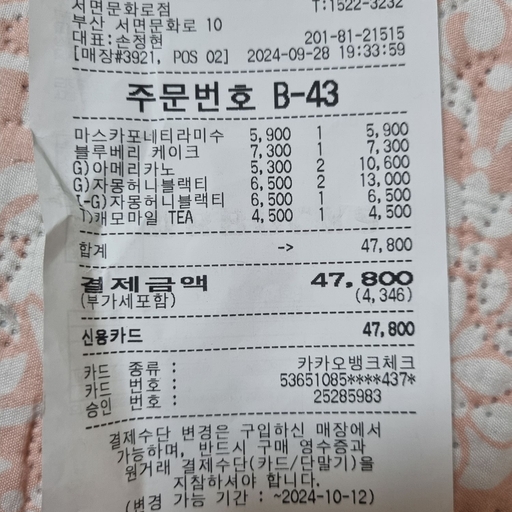 서면문화로점 T:1522-3232
부산 서면문화로 10
대표:손정현 201-81-21515
[매장#3921, POS 02] 2024-09-28 19:33:59
주문번호 B-43
마스카포네티라미수 5,900 1 5,900
블루베리 케이크 7,300 1 7,300
G)아메리카노 5,300 2 10,600
G)자몽허니블랙티 6,500 2 13,000
I-G)자몽허니블랙티 6,500 1 6,500
T)캐모마일 TEA 4,500 1 4,500
합계 -> 47,800
결제금액 47,800
(부가세포함) (4,346)
신용카드 47,800
카드 종류 : 카카오뱅크체크
카드 번호 : 53651085****437*
승인 번호 : 25285983
결제수단 변경은 구입하신 매장에서
가능하며, 반드시 구매 영수증과
원거래 결제수단(카드/단말기)을
지참하셔야 합니다.
(변경 가능 기간 : ~2024-10-12)